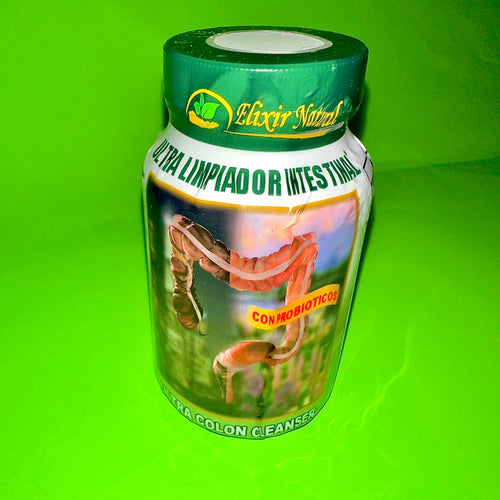 Elixir Natural
ULTRA LIMPIADOR INTESTINAL
CON PROBIOTICOS
ULTRA COLON CLEANSER